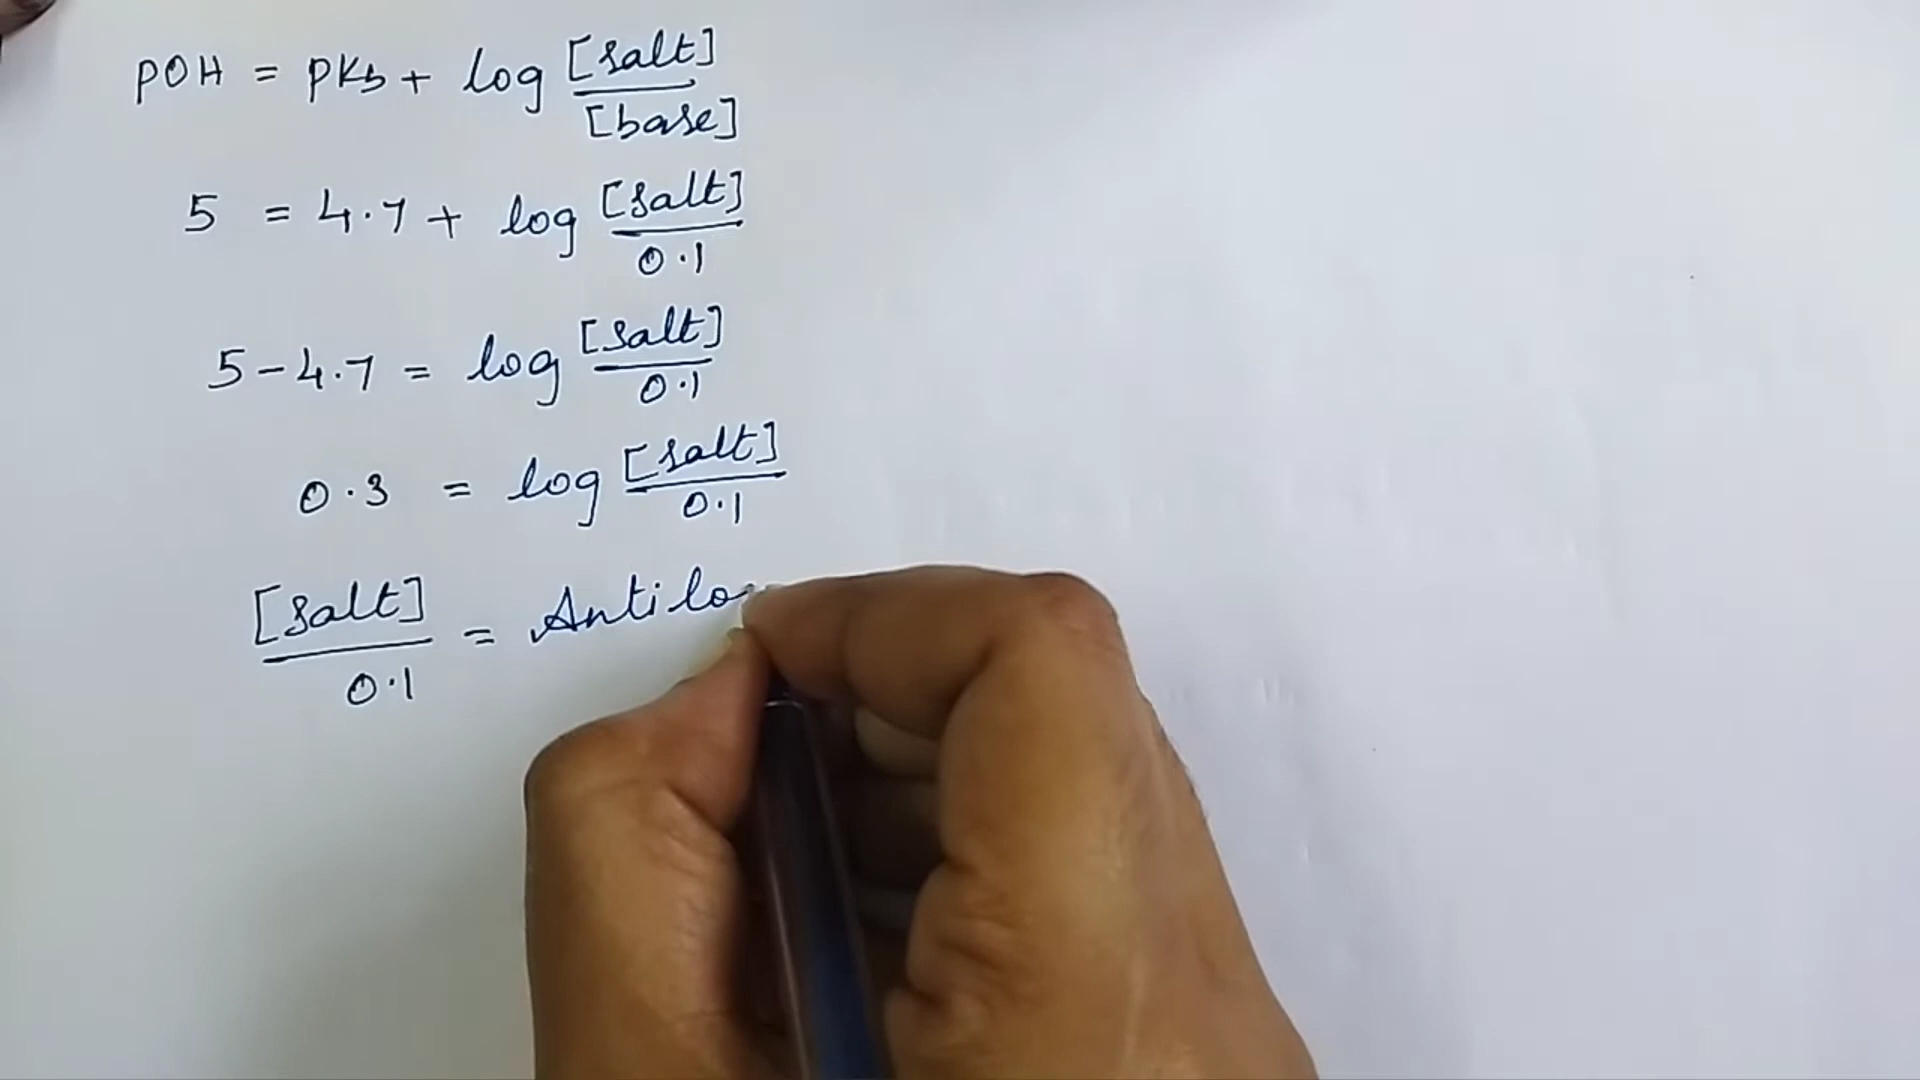 POH = PKb + log [salt]/[base]
5 = 4.7 + log [salt]/0.1
5-4.7 = log [salt]/0.1
0.3 = log [salt]/0.1
[salt]/0.1 = Antilo